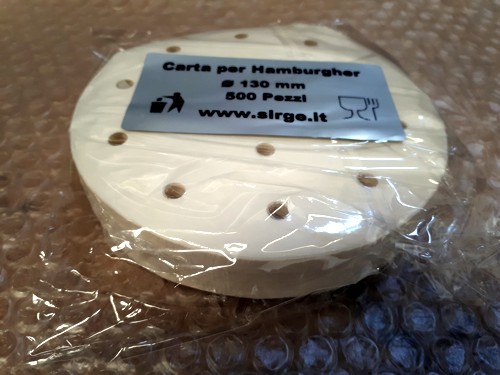 Carta per Hamburgher
Ø 130 mm
500 Pezzi
www.sirge.it